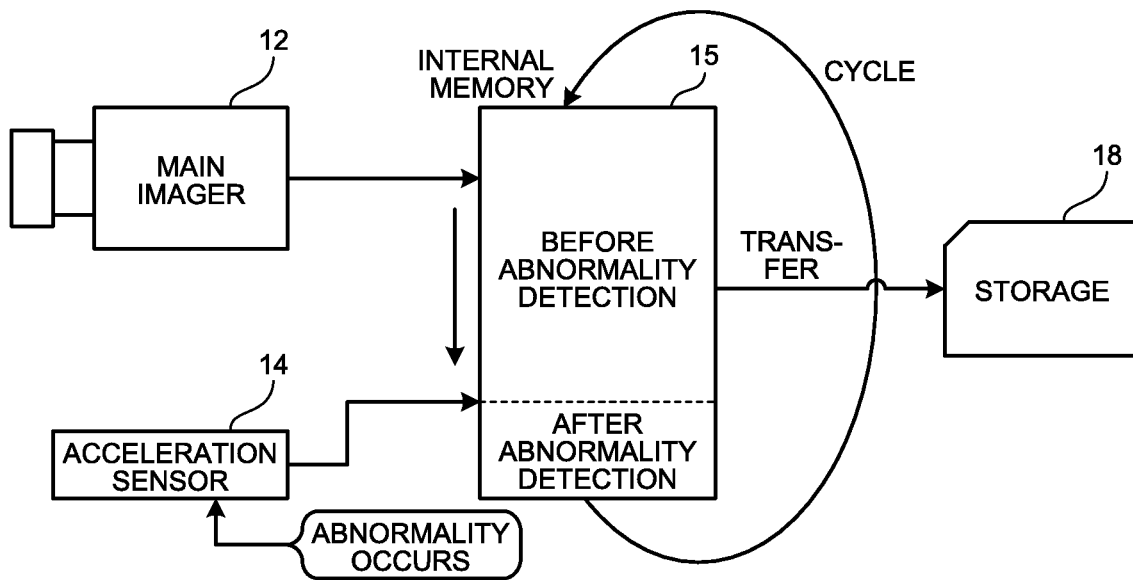 12
MAIN
IMAGER
INTERNAL
MEMORY
15
CYCLE
BEFORE
ABNORMALITY
DETECTION
TRANS-
FER
18
STORAGE
14
ACCELERATION
SENSOR
AFTER
ABNORMALITY
DETECTION
ABNORMALITY
OCCURS